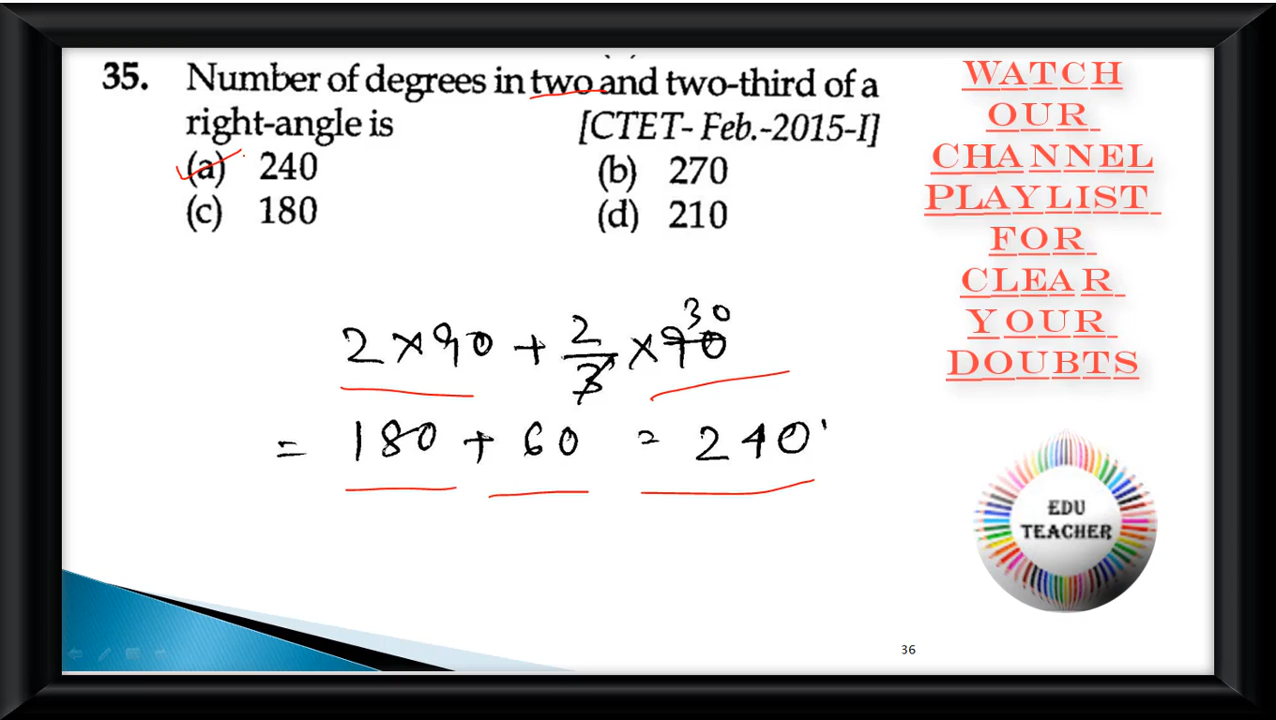 35. Number of degrees in two and two-third of a
right-angle is [CTET- Feb.-2015-I]
(a) 240 (b) 270
(c) 180 (d) 210
2 × 90 + 2/3 × 90 30
= 180 + 60 = 240
WATCH
OUR
CHANNEL
PLAYLIST
FOR
CLEAR
YOUR
DOUBTS
EDU
TEACHER
36